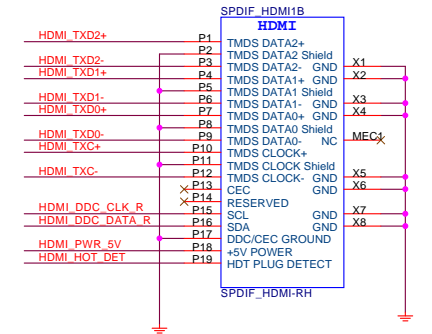 SPDIF_HDMI1B
HDMI
HDMI_TXD2+ P1 TMDS DATA2+
P2 TMDS DATA2 Shield
HDMI_TXD2- P3 TMDS DATA2- GND X1
HDMI_TXD1+ P4 TMDS DATA1+ GND X2
P5 TMDS DATA1 Shield
HDMI_TXD1- P6 TMDS DATA1- GND X3
HDMI_TXD0+ P7 TMDS DATA0+ GND X4
P8 TMDS DATA0 Shield
HDMI_TXD0- P9 TMDS DATA0- NC MEC1
HDMI_TXC+ P10 TMDS CLOCK+
P11 TMDS CLOCK Shield
HDMI_TXC- P12 TMDS CLOCK- GND X5
P13 CEC GND X6
P14 RESERVED
HDMI_DDC_CLK_R P15 SCL GND X7
HDMI_DDC_DATA_R P16 SDA GND X8
P17 DDC/CEC GROUND
HDMI_PWR_5V P18 +5V POWER
HDMI_HOT_DET P19 HDT PLUG DETECT
SPDIF_HDMI-RH